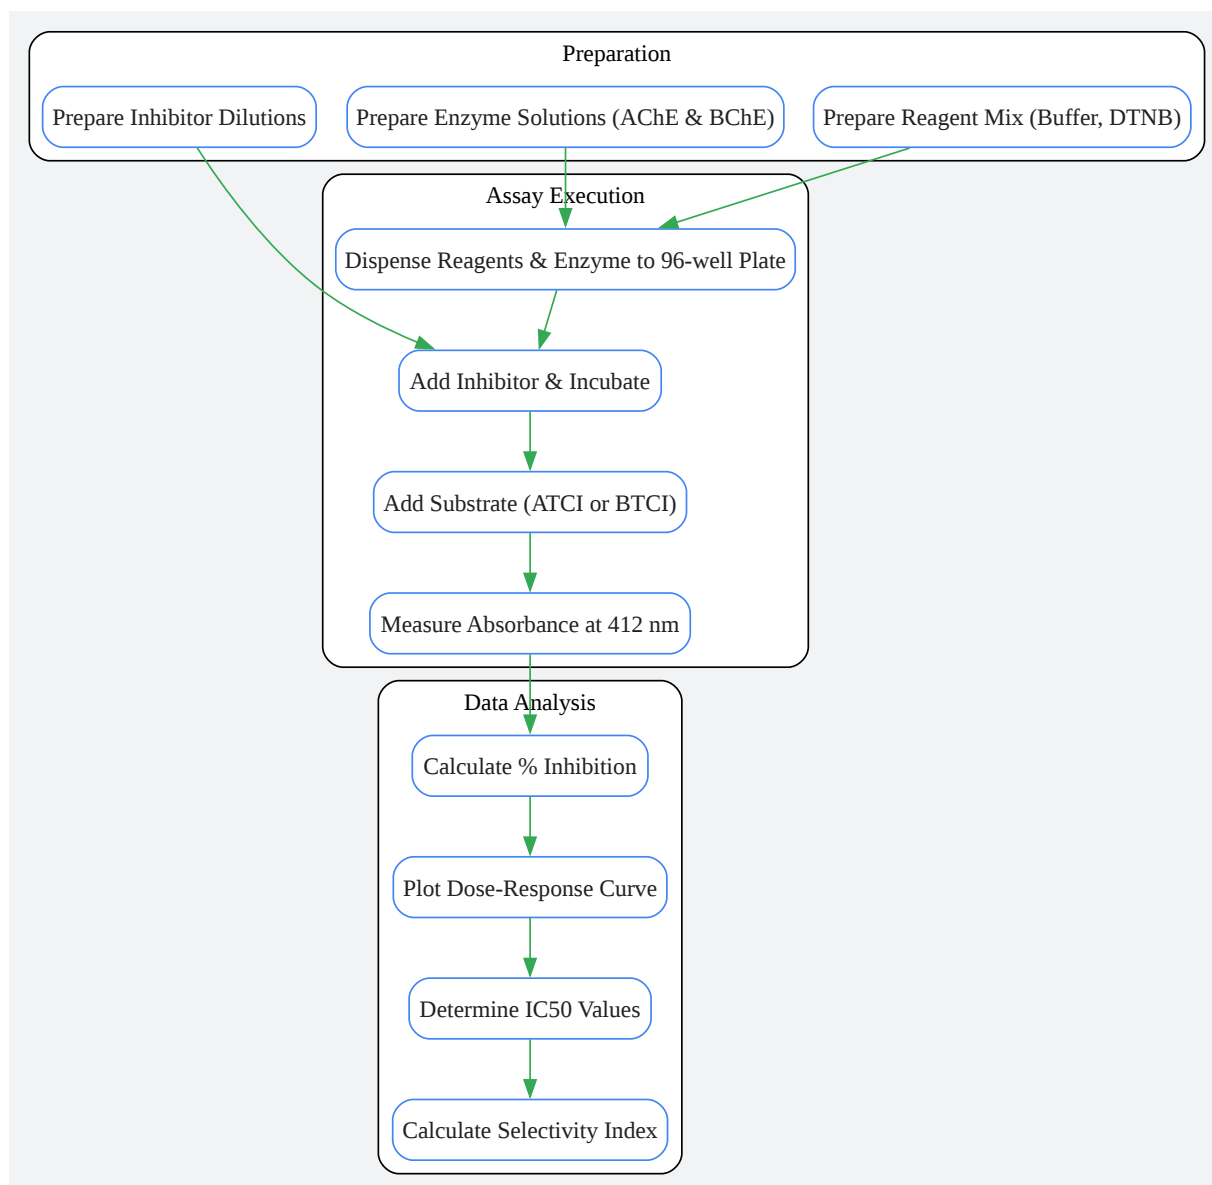 Preparation
Prepare Inhibitor Dilutions
Prepare Enzyme Solutions (AChE & BChE)
Prepare Reagent Mix (Buffer, DTNB)
Assay Execution
Dispense Reagents & Enzyme to 96-well Plate
Add Inhibitor & Incubate
Add Substrate (ATCI or BTCI)
Measure Absorbance at 412 nm
Data Analysis
Calculate % Inhibition
Plot Dose-Response Curve
Determine IC50 Values
Calculate Selectivity Index